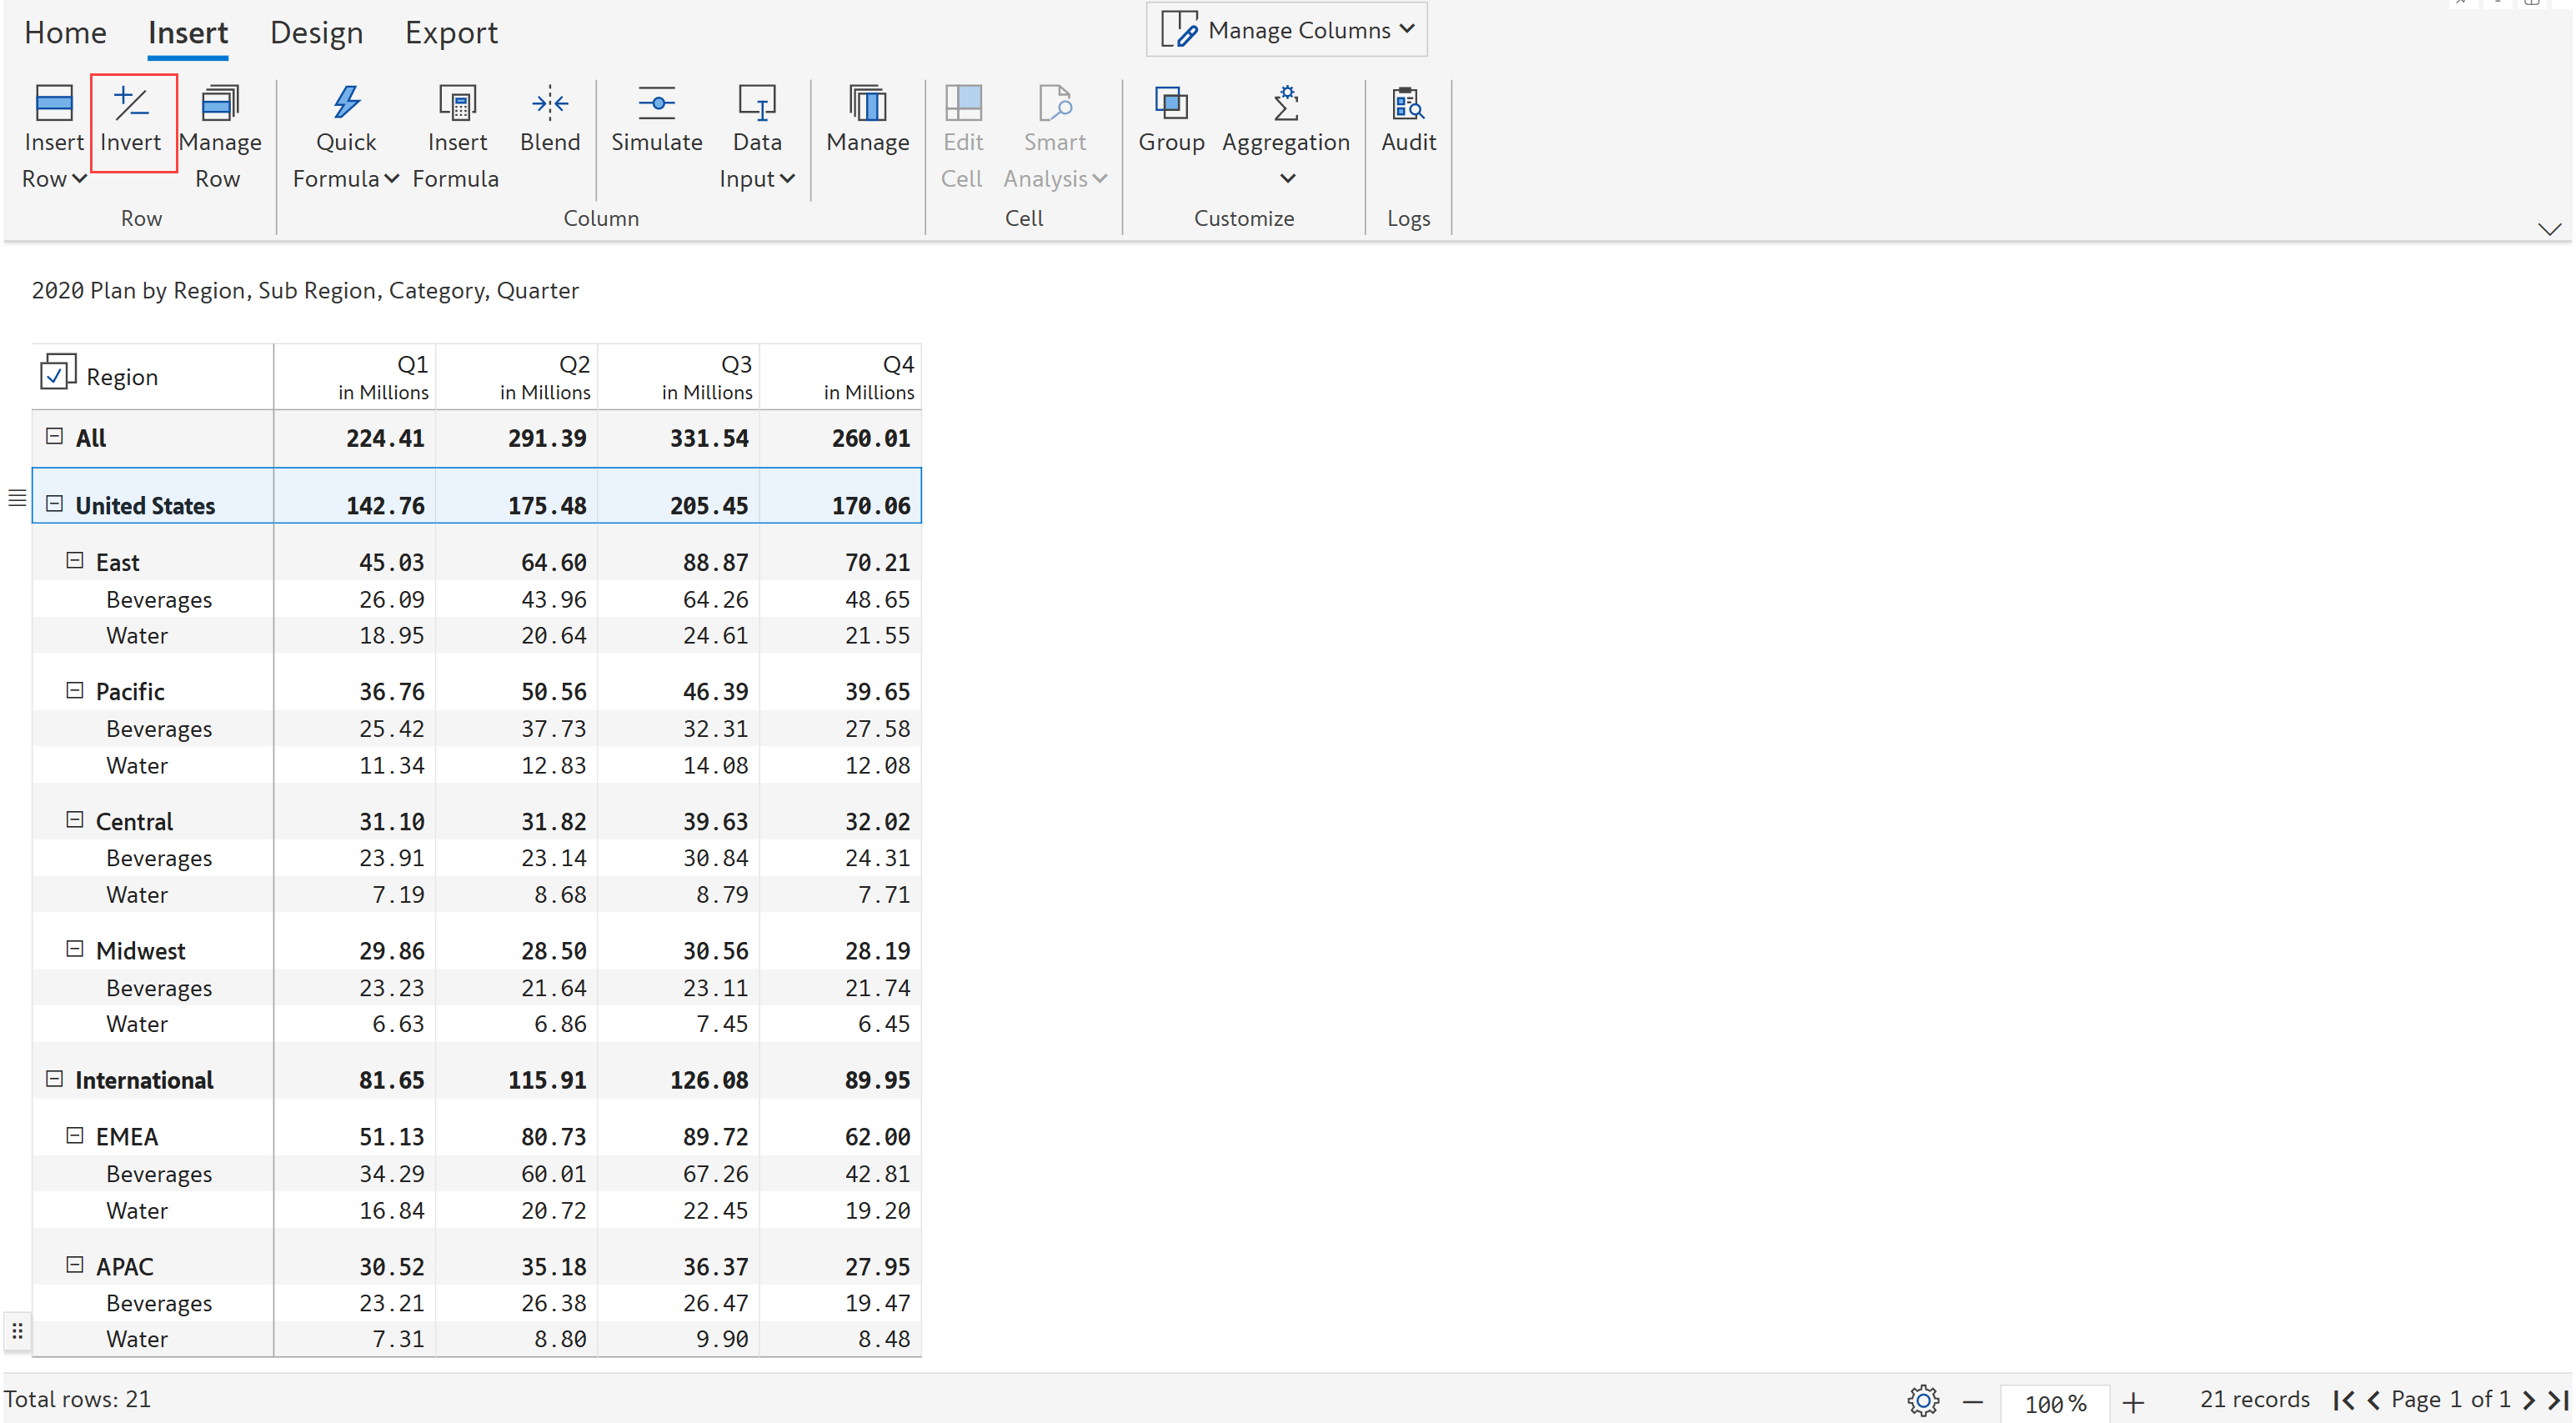 Home Insert Design Export
Manage Columns
Insert Row
Invert
Manage Row
Row
Quick Formula
Insert Formula
Blend
Simulate
Data Input
Manage
Column
Edit Cell
Smart Analysis
Cell
Group
Aggregation
Customize
Audit
Logs
2020 Plan by Region, Sub Region, Category, Quarter
Region Q1 in Millions Q2 in Millions Q3 in Millions Q4 in Millions
All 224.41 291.39 331.54 260.01
United States 142.76 175.48 205.45 170.06
East 45.03 64.60 88.87 70.21
Beverages 26.09 43.96 64.26 48.65
Water 18.95 20.64 24.61 21.55
Pacific 36.76 50.56 46.39 39.65
Beverages 25.42 37.73 32.31 27.58
Water 11.34 12.83 14.08 12.08
Central 31.10 31.82 39.63 32.02
Beverages 23.91 23.14 30.84 24.31
Water 7.19 8.68 8.79 7.71
Midwest 29.86 28.50 30.56 28.19
Beverages 23.23 21.64 23.11 21.74
Water 6.63 6.86 7.45 6.45
International 81.65 115.91 126.08 89.95
EMEA 51.13 80.73 89.72 62.00
Beverages 34.29 60.01 67.26 42.81
Water 16.84 20.72 22.45 19.20
APAC 30.52 35.18 36.37 27.95
Beverages 23.21 26.38 26.47 19.47
Water 7.31 8.80 9.90 8.48
Total rows: 21
100 %
21 records
Page 1 of 1